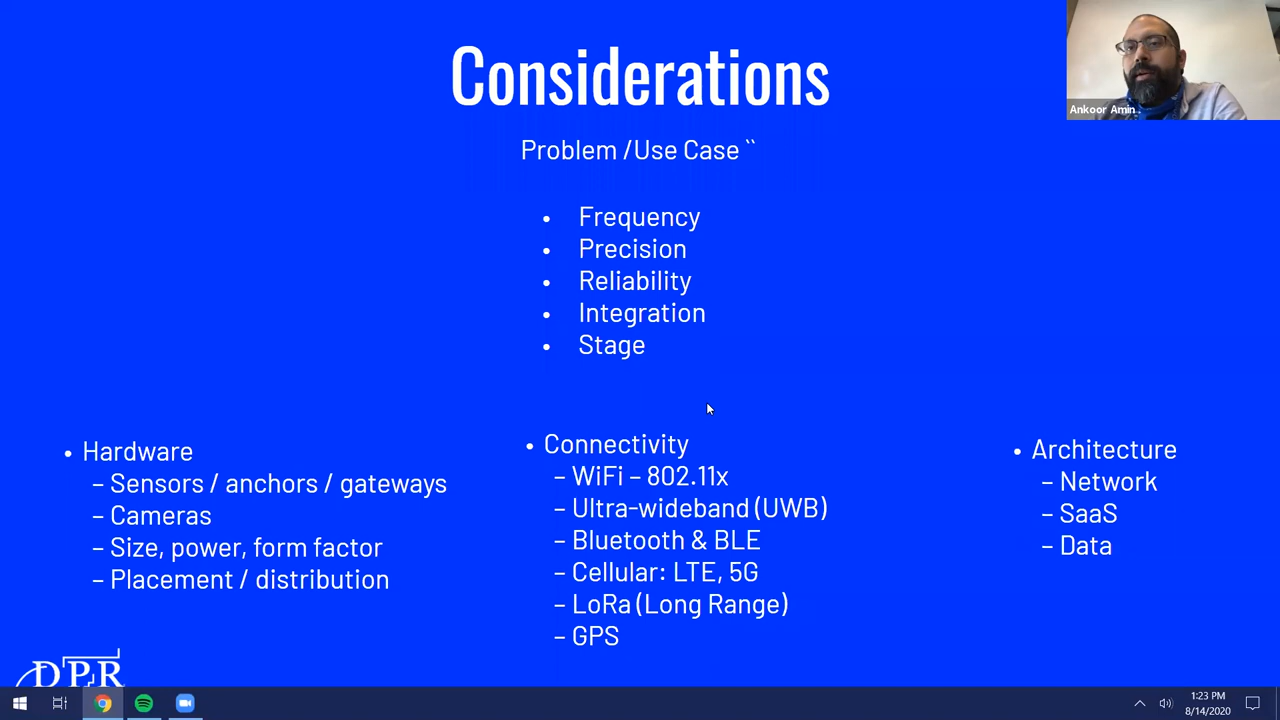 Considerations
Problem /Use Case ``
• Frequency
• Precision
• Reliability
• Integration
• Stage
• Hardware
– Sensors / anchors / gateways
– Cameras
– Size, power, form factor
– Placement / distribution
• Connectivity
– WiFi – 802.11x
– Ultra-wideband (UWB)
– Bluetooth & BLE
– Cellular: LTE, 5G
– LoRa (Long Range)
– GPS
• Architecture
– Network
– SaaS
– Data
Ankoor Amin
DPR
1:23 PM
8/14/2020